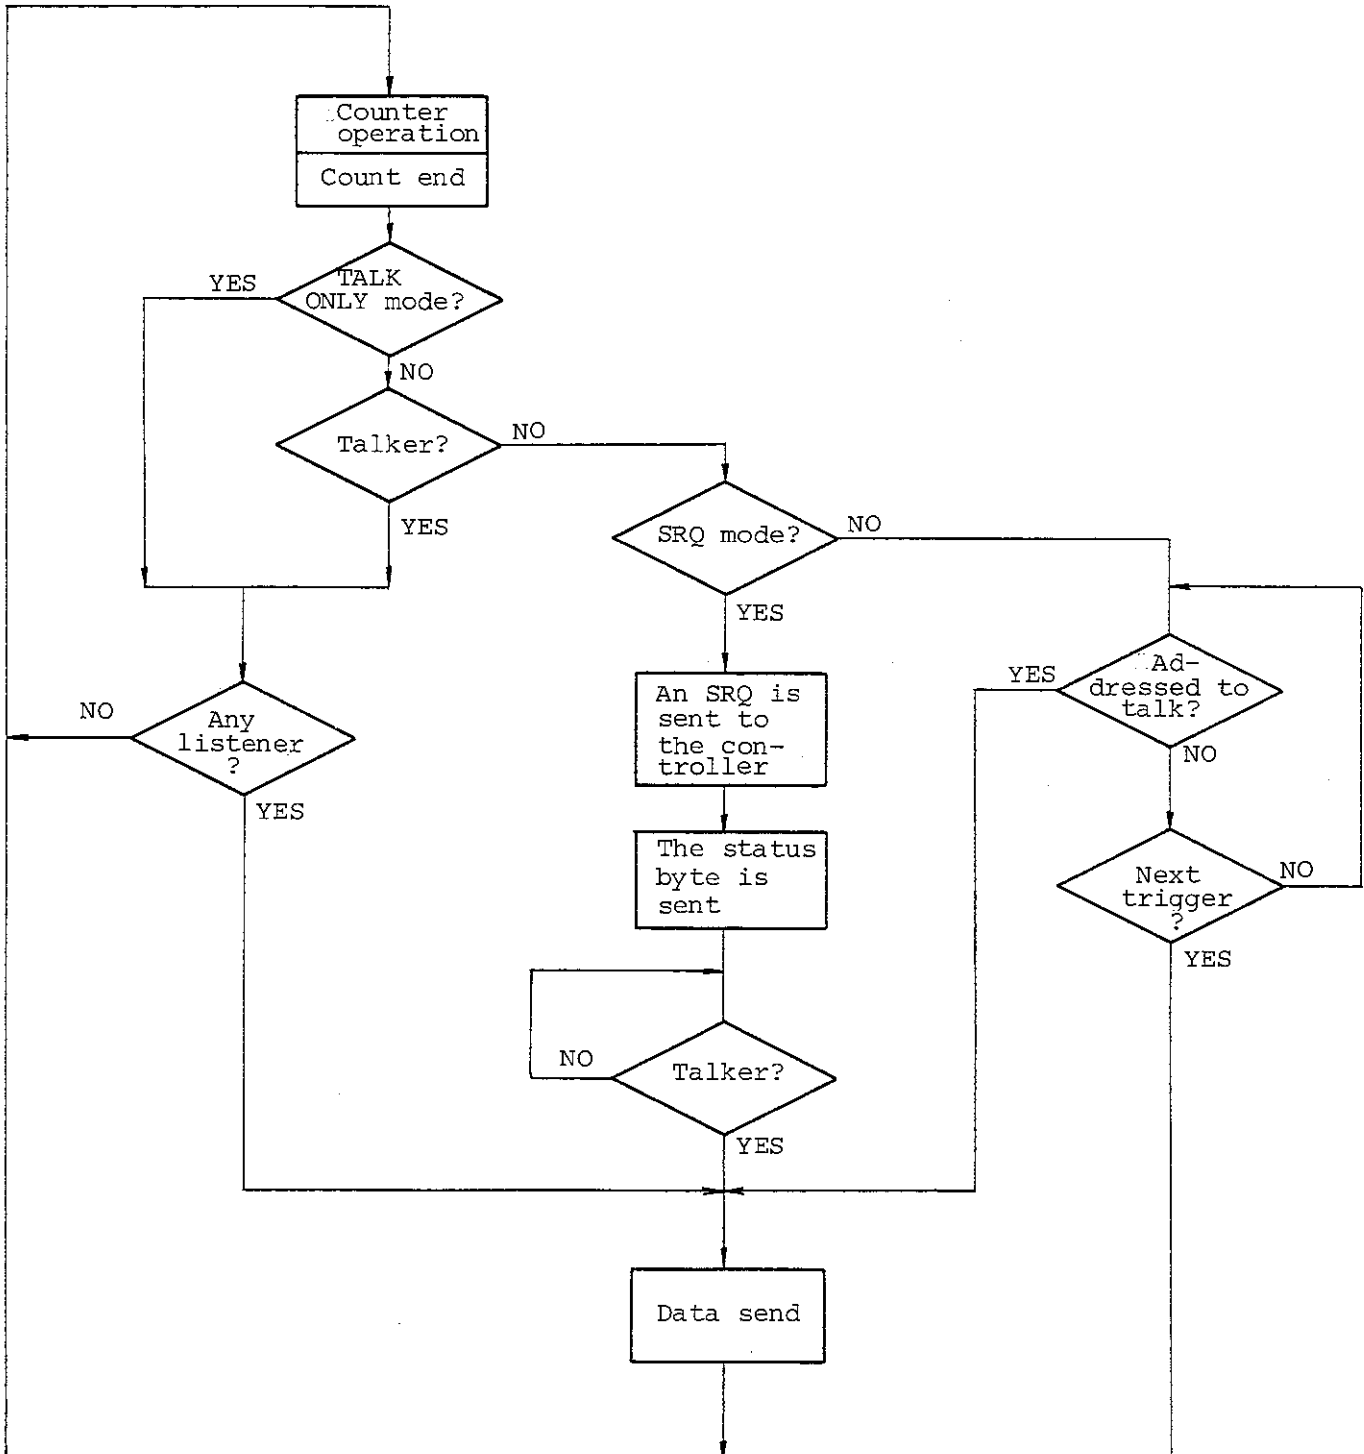 Counter
operation
Count end
YES
TALK
ONLY mode?
NO
Talker?
NO
YES
SRQ mode?
NO
YES
Any
listener
?
NO
YES
An SRQ is
sent to
the con-
troller
YES
Ad-
dressed to
talk?
NO
The status
byte is
sent
Next
trigger
?
NO
YES
NO
Talker?
YES
Data send